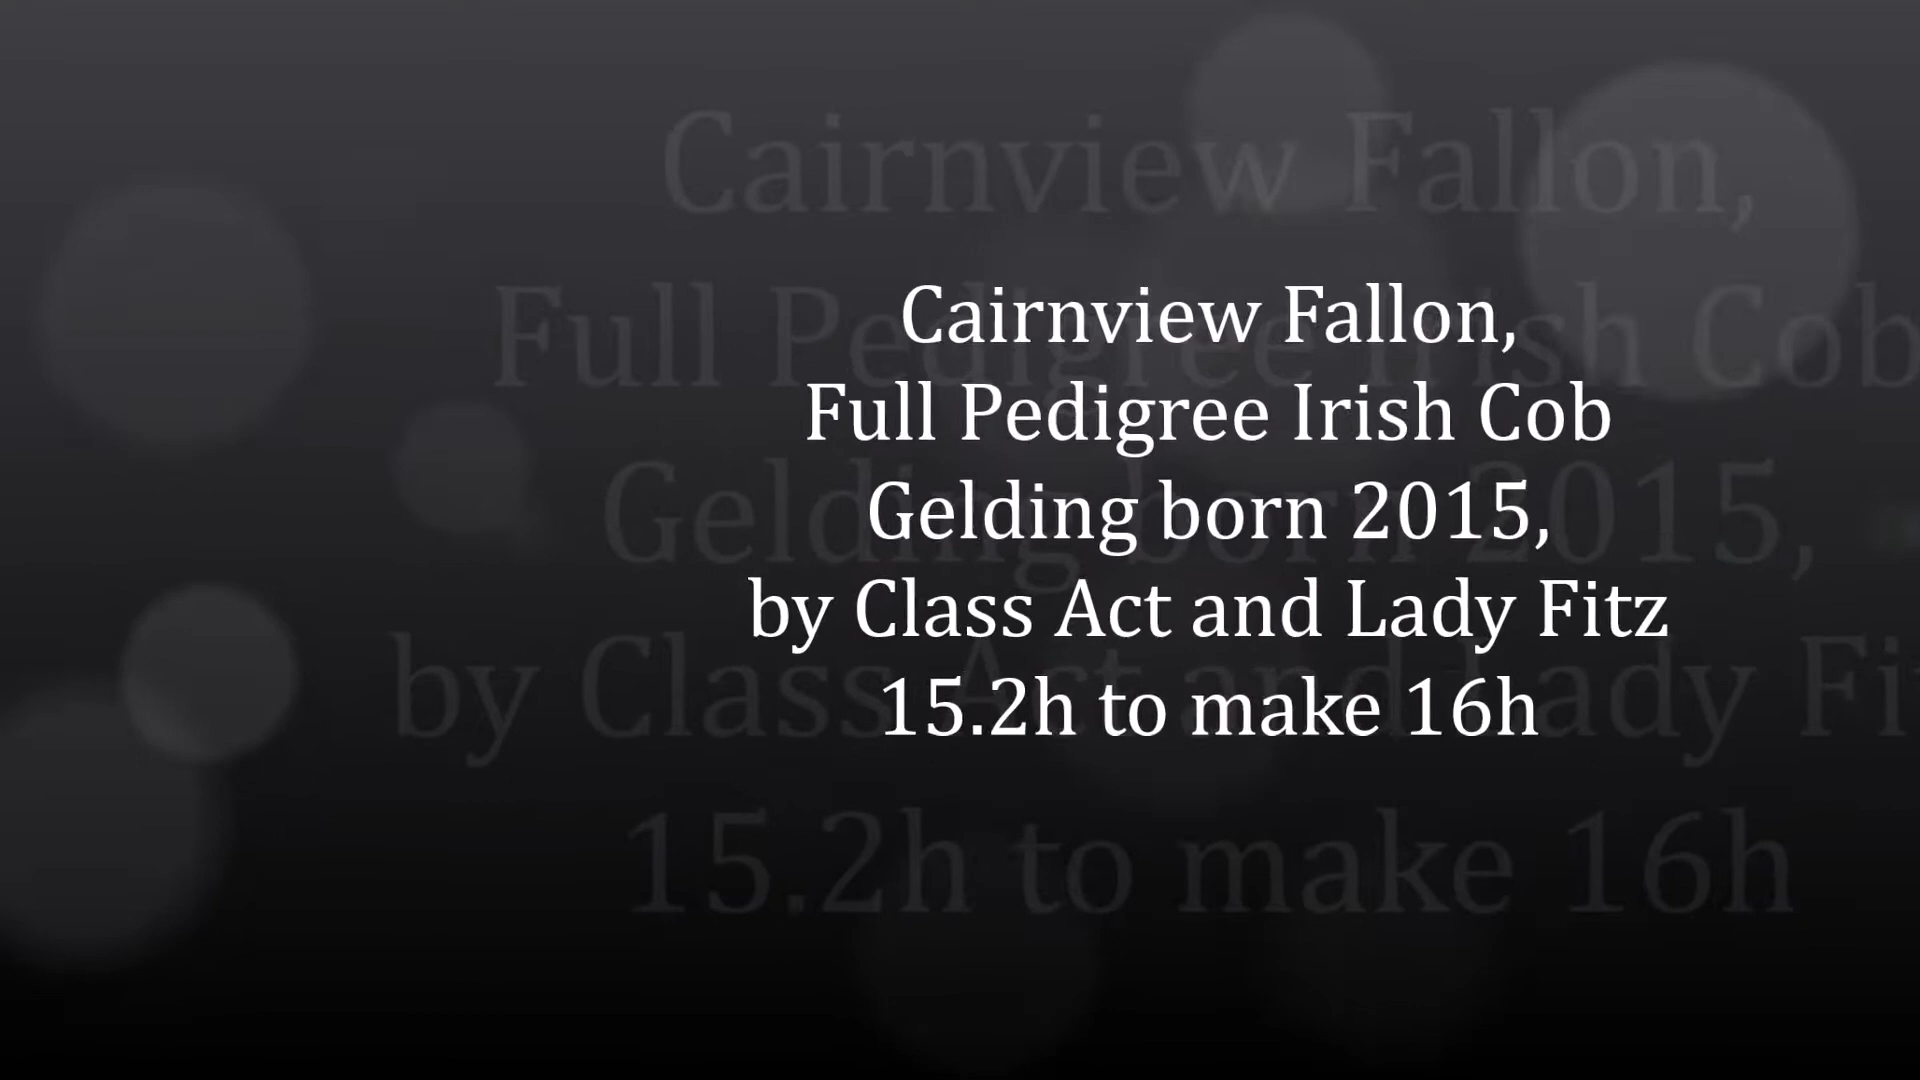 Cairnview Fallon,
Full Pedigree Irish Cob
Gelding born 2015,
by Class Act and Lady Fitz
15.2h to make 16h